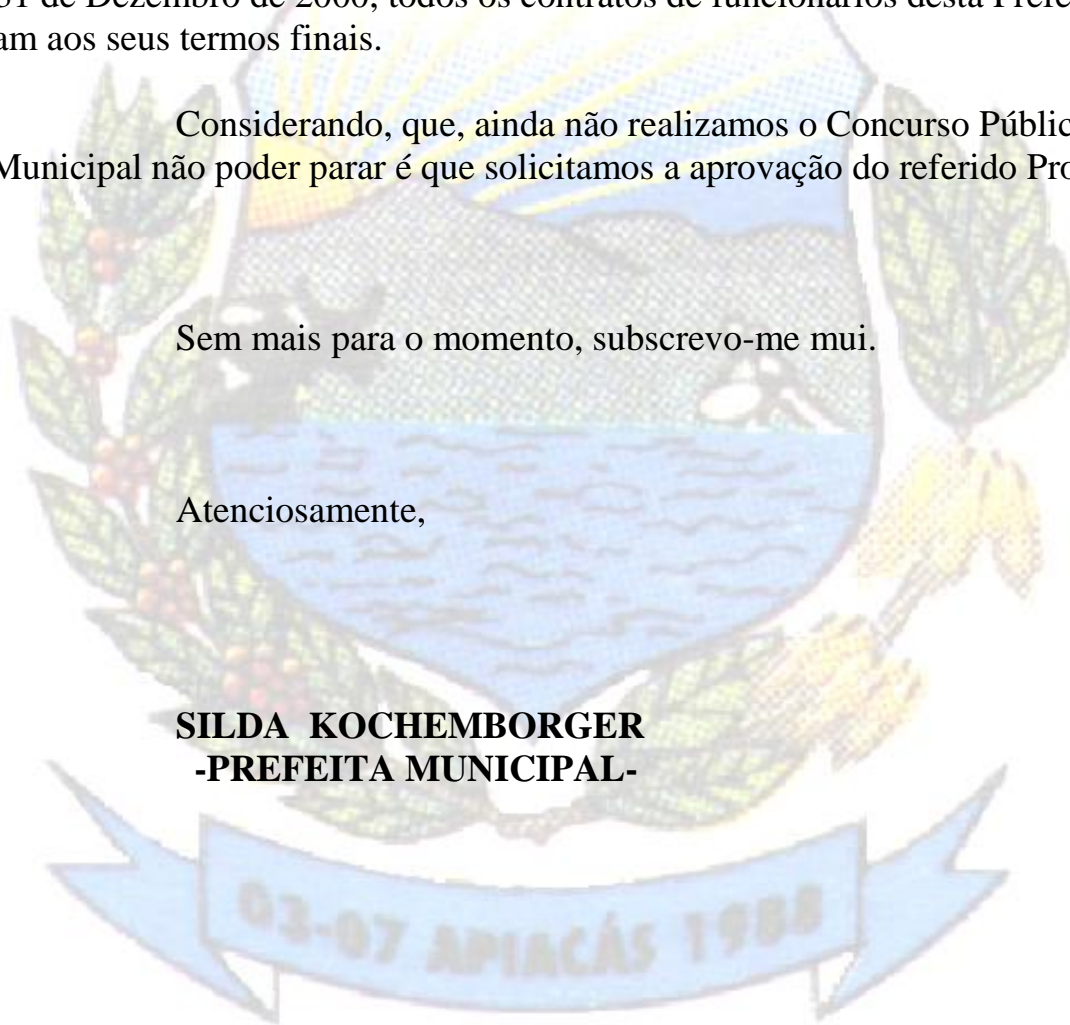 31 de Dezembro de 2000, todos os contratos de funcionários desta Prefe
am aos seus termos finais.
Considerando, que, ainda não realizamos o Concurso Públic
Municipal não poder parar é que solicitamos a aprovação do referido Pro
Sem mais para o momento, subscrevo-me mui.
Atenciosamente,
SILDA KOCHEMBORGER
-PREFEITA MUNICIPAL-
03-07 APIACÁS 1988